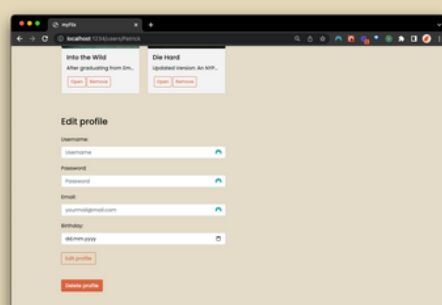 myFlix
localhost:1234/users/Patrick
Into the Wild
After graduating from Em...
Open
Remove
Die Hard
Updated Version: An NYP...
Open
Remove
Edit profile
Username:
Username
Password:
Password
Email:
yourmail@mail.com
Birthday:
dd/mm/yyyy
Edit profile
Delete profile